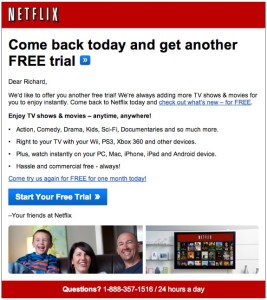 NETFLIX
Come back today and get another
FREE trial »
Dear Richard,
We'd like to offer you another free trial! We're always adding more TV shows & movies for
you to enjoy instantly. Come back to Netflix today and check out what's new – for FREE.
Enjoy TV shows & movies – anytime, anywhere!
• Action, Comedy, Drama, Kids, Sci-Fi, Documentaries and so much more.
• Right to your TV with your Wii, PS3, Xbox 360 and other devices.
• Plus, watch instantly on your PC, Mac, iPhone, iPad and Android device.
• Hassle and commercial free - always!
Come try us again for FREE for one month today!
Start Your Free Trial »
–Your friends at Netflix
Questions? 1-888-357-1516 / 24 hours a day